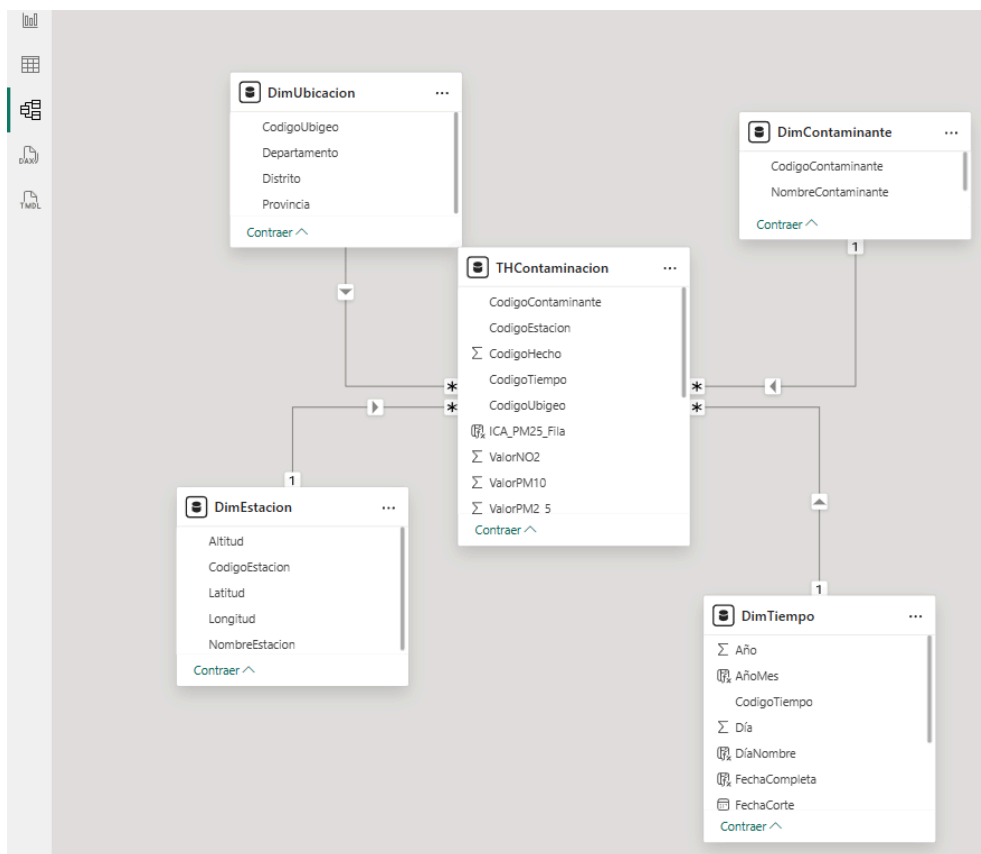 DAX
TMDL
DimUbicacion
CodigoUbigeo
Departamento
Distrito
Provincia
Contraer
DimContaminante
CodigoContaminante
NombreContaminante
Contraer
1
THContaminacion
CodigoContaminante
CodigoEstacion
CodigoHecho
CodigoTiempo
CodigoUbigeo
ICA_PM25_Fila
ValorNO2
ValorPM10
ValorPM2_5
Contraer
*
*
*
*
1
DimEstacion
Altitud
CodigoEstacion
Latitud
Longitud
NombreEstacion
Contraer
1
DimTiempo
Año
AñoMes
CodigoTiempo
Día
DíaNombre
FechaCompleta
FechaCorte
Contraer